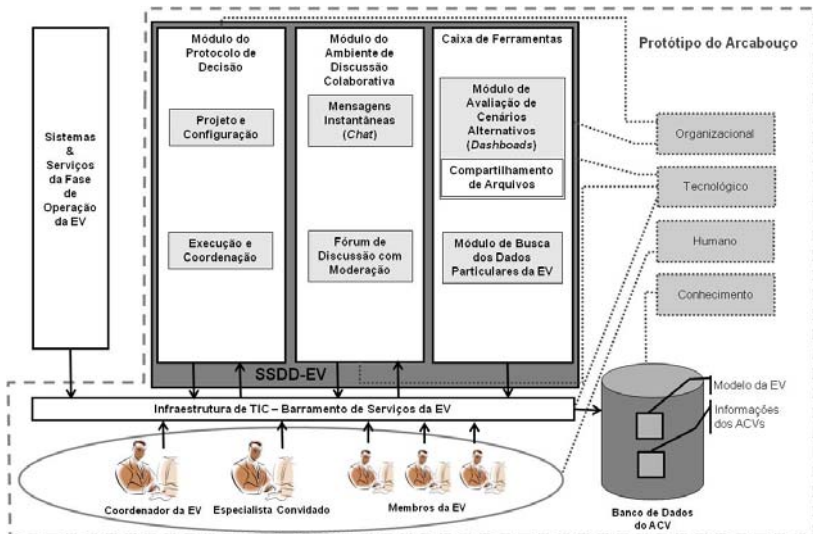 Sistemas
&
Serviços
da Fase
de
Operação
da EV
Módulo do
Protocolo de
Decisão
Projeto e
Configuração
Execução e
Coordenação
Módulo do
Ambiente de
Discussão
Colaborativa
Mensagens
Instantâneas
(Chat)
Fórum de
Discussão com
Moderação
Caixa de Ferramentas
Módulo de
Avaliação de
Cenários
Alternativos
(Dashboads)
Compartilhamento
de Arquivos
Módulo de Busca
dos Dados
Particulares da EV
SSDD-EV
Protótipo do Arcabouço
Organizacional
Tecnológico
Humano
Conhecimento
Infraestrutura de TIC – Barramento de Serviços da EV
Modelo da EV
Informações
dos ACVs
Coordenador da EV
Especialista Convidado
Membros da EV
Banco de Dados
do ACV